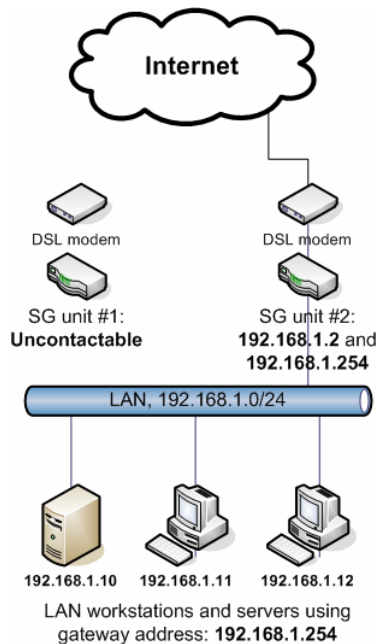 Internet
DSL modem
DSL modem
SG unit #1:
Uncontactable
SG unit #2:
192.168.1.2 and
192.168.1.254
LAN, 192.168.1.0/24
192.168.1.10
192.168.1.11
192.168.1.12
LAN workstations and servers using
gateway address: 192.168.1.254